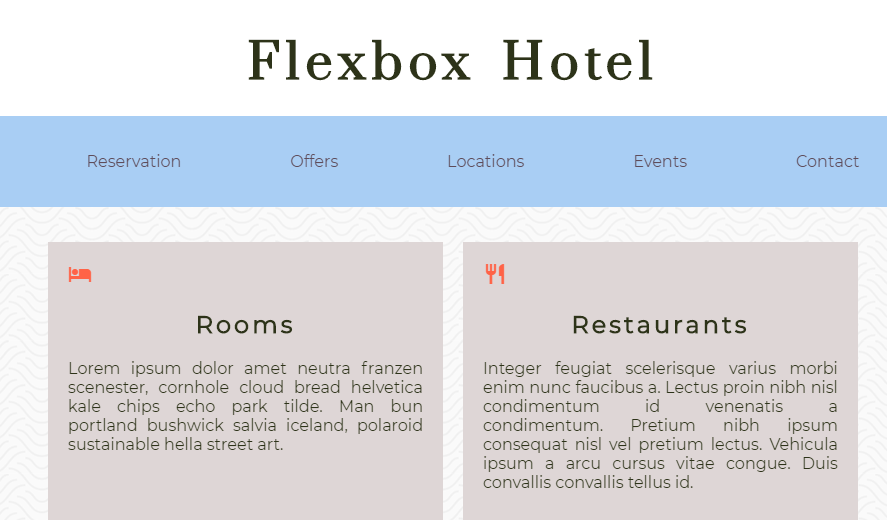 Flexbox Hotel
Reservation Offers Locations Events Contact
Rooms
Lorem ipsum dolor amet neutra franzen
scenester, cornhole cloud bread helvetica
kale chips echo park tilde. Man bun
portland bushwick salvia iceland, polaroid
sustainable hella street art.
Restaurants
Integer feugiat scelerisque varius morbi
enim nunc faucibus a. Lectus proin nibh nisl
condimentum id venenatis a
condimentum. Pretium nibh ipsum
consequat nisl vel pretium lectus. Vehicula
ipsum a arcu cursus vitae congue. Duis
convallis convallis tellus id.